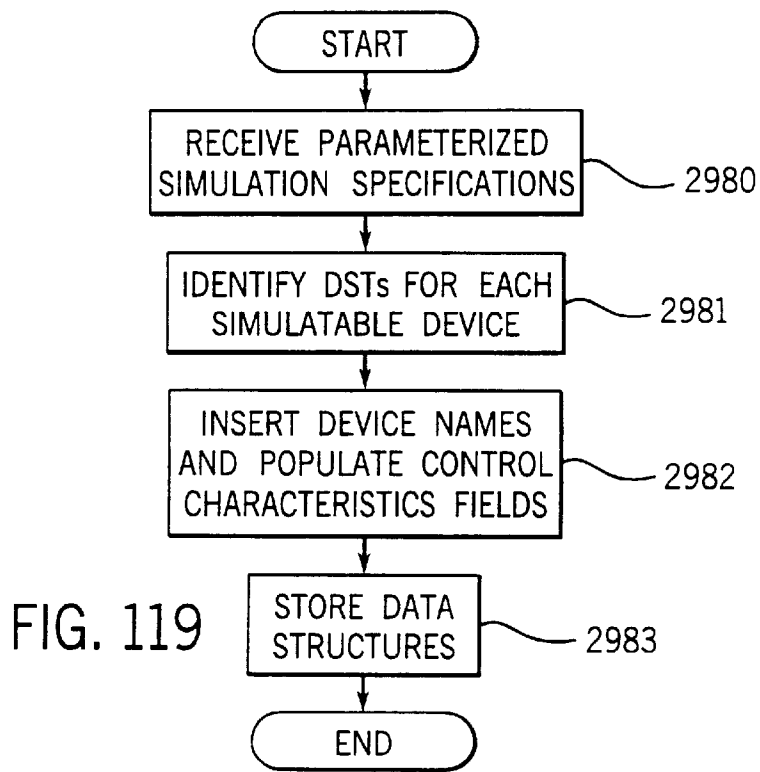 START
RECEIVE PARAMETERIZED
SIMULATION SPECIFICATIONS
2980
IDENTIFY DSTs FOR EACH
SIMULATABLE DEVICE
2981
INSERT DEVICE NAMES
AND POPULATE CONTROL
CHARACTERISTICS FIELDS
2982
STORE DATA
STRUCTURES
2983
END
FIG. 119